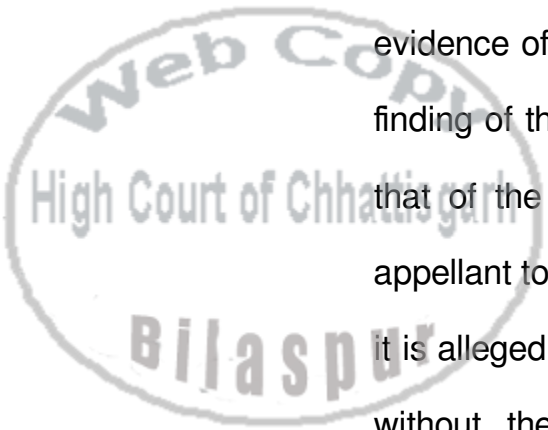 Web Copy
High Court of Chhattisgarh
Bilaspur
evidence of
finding of th
that of the
appellant to
it is alleged
without the